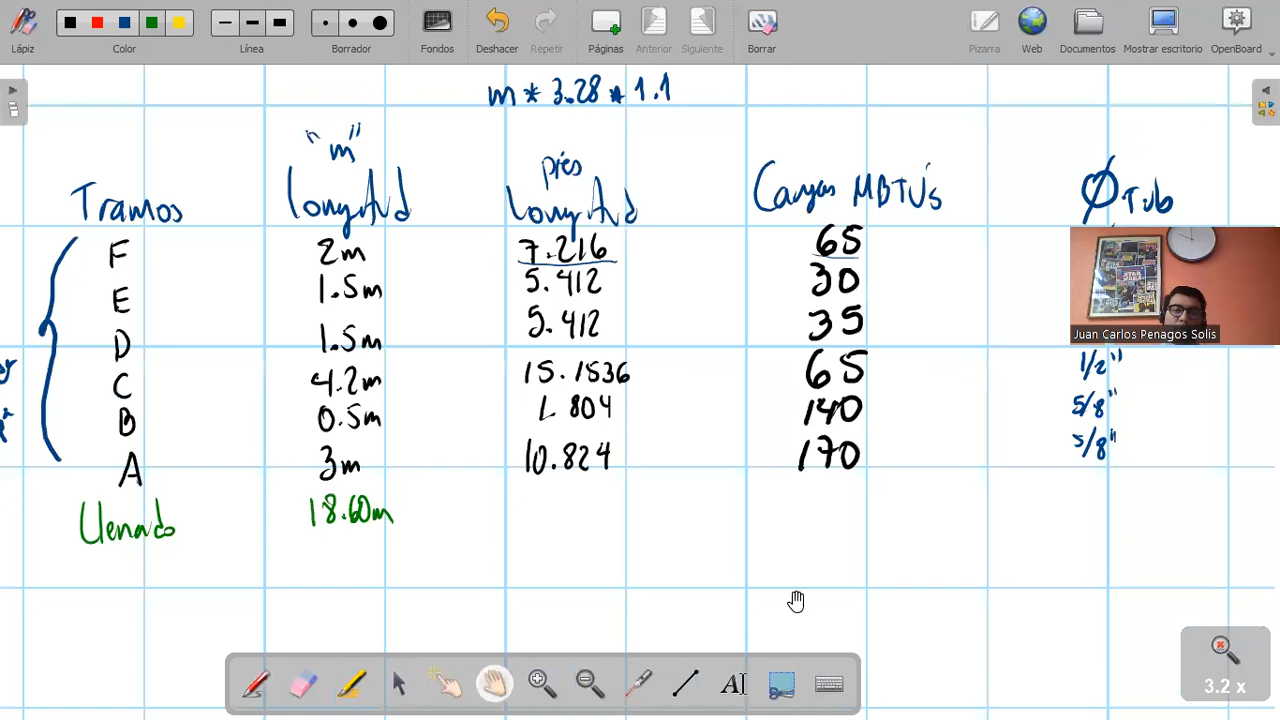 Lápiz Color Línea Borrador Fondos Deshacer Repetir Páginas Anterior Siguiente Borrar Pizarra Web Documentos Mostrar escritorio OpenBoard
m * 3.28 * 1.1
"m" pies
Tramos longitud longitud Cargas MBTU'S Ø Tub
F 2m 7.216 65
E 1.5m 5.412 30
D 1.5m 5.412 35
Juan Carlos Penagos Solis
C 4.2m 15.1536 65 1/2"
B 0.5m 1.804 140 5/8"
A 3m 10.824 170 5/8"
Llenado 18.60m
AI
3.2 x